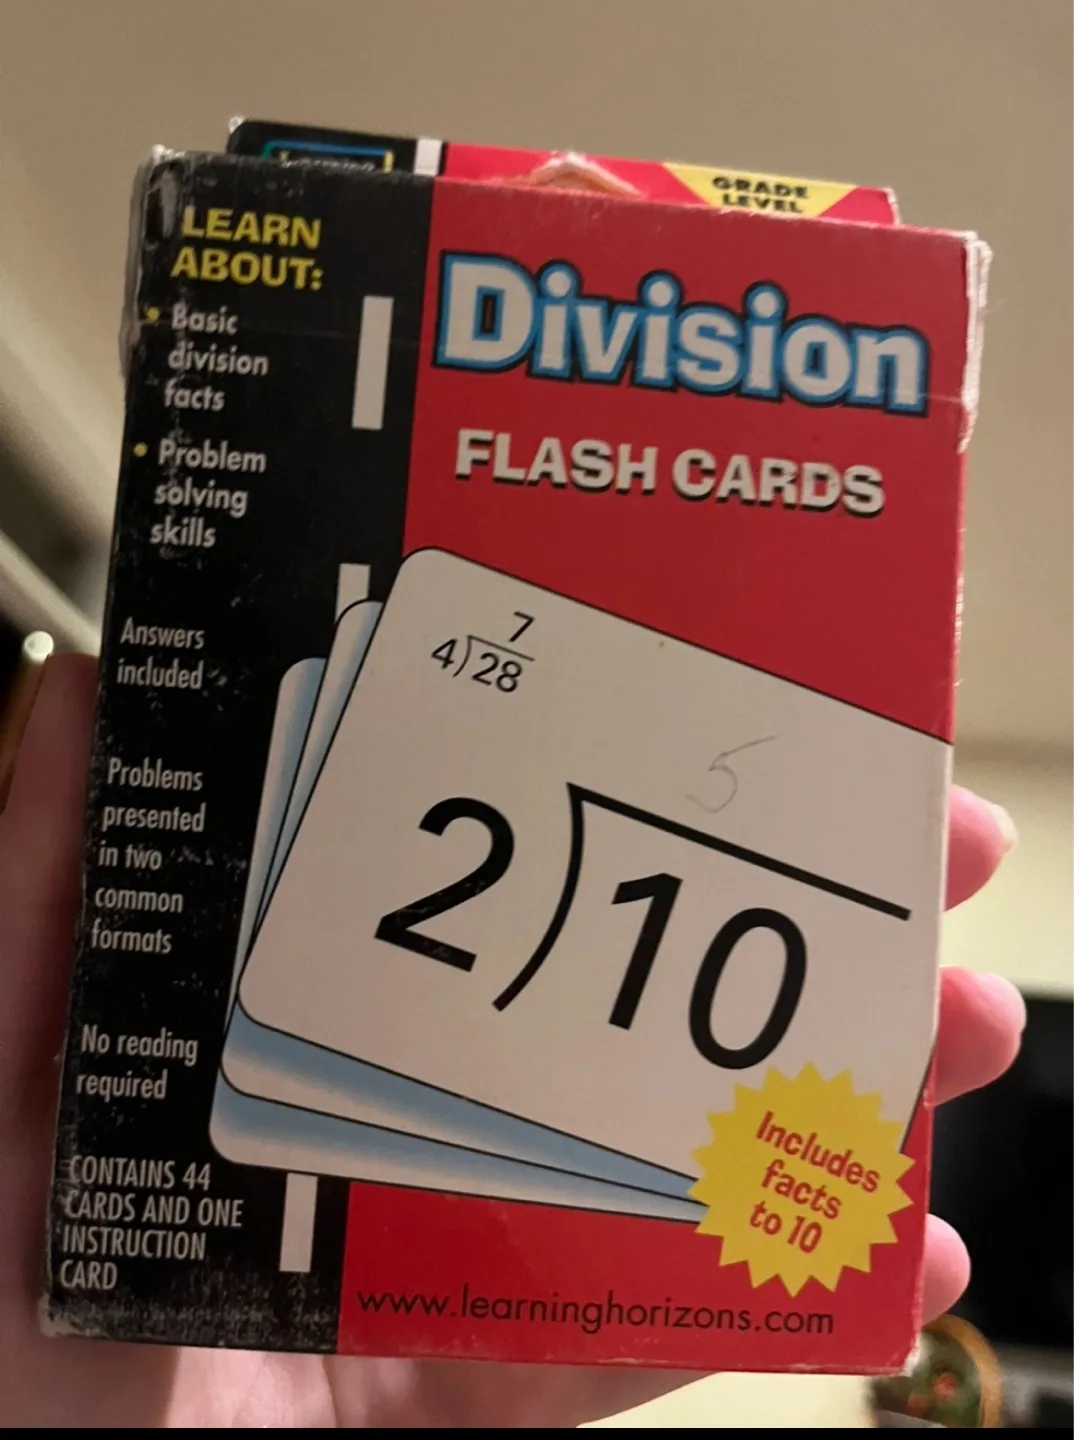 Learning
GRADE
LEVEL
LEARN
ABOUT:
• Basic
division
facts
• Problem
solving
skills
Answers
included
Problems
presented
in two
common
formats
No reading
required
CONTAINS 44
CARDS AND ONE
INSTRUCTION
CARD
Division
FLASH CARDS
7
4)28
5
2)10
Includes
facts
to 10
www.learninghorizons.com